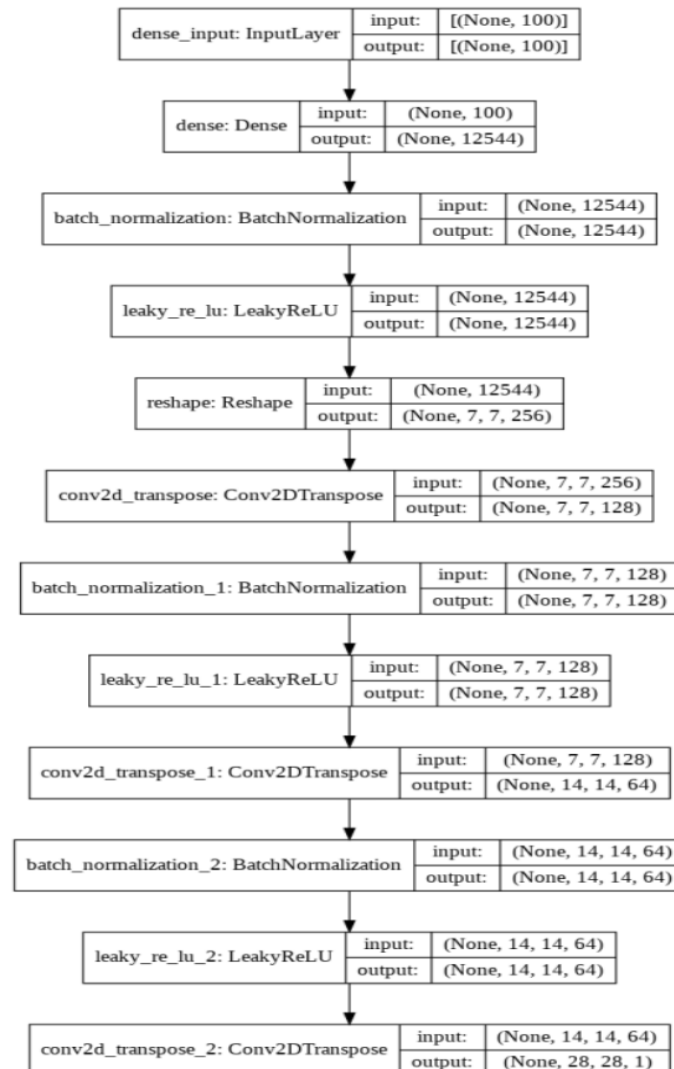 dense_input: InputLayer
input: [(None, 100)]
output: [(None, 100)]
dense: Dense
input: (None, 100)
output: (None, 12544)
batch_normalization: BatchNormalization
input: (None, 12544)
output: (None, 12544)
leaky_re_lu: LeakyReLU
input: (None, 12544)
output: (None, 12544)
reshape: Reshape
input: (None, 12544)
output: (None, 7, 7, 256)
conv2d_transpose: Conv2DTranspose
input: (None, 7, 7, 256)
output: (None, 7, 7, 128)
batch_normalization_1: BatchNormalization
input: (None, 7, 7, 128)
output: (None, 7, 7, 128)
leaky_re_lu_1: LeakyReLU
input: (None, 7, 7, 128)
output: (None, 7, 7, 128)
conv2d_transpose_1: Conv2DTranspose
input: (None, 7, 7, 128)
output: (None, 14, 14, 64)
batch_normalization_2: BatchNormalization
input: (None, 14, 14, 64)
output: (None, 14, 14, 64)
leaky_re_lu_2: LeakyReLU
input: (None, 14, 14, 64)
output: (None, 14, 14, 64)
conv2d_transpose_2: Conv2DTranspose
input: (None, 14, 14, 64)
output: (None, 28, 28, 1)